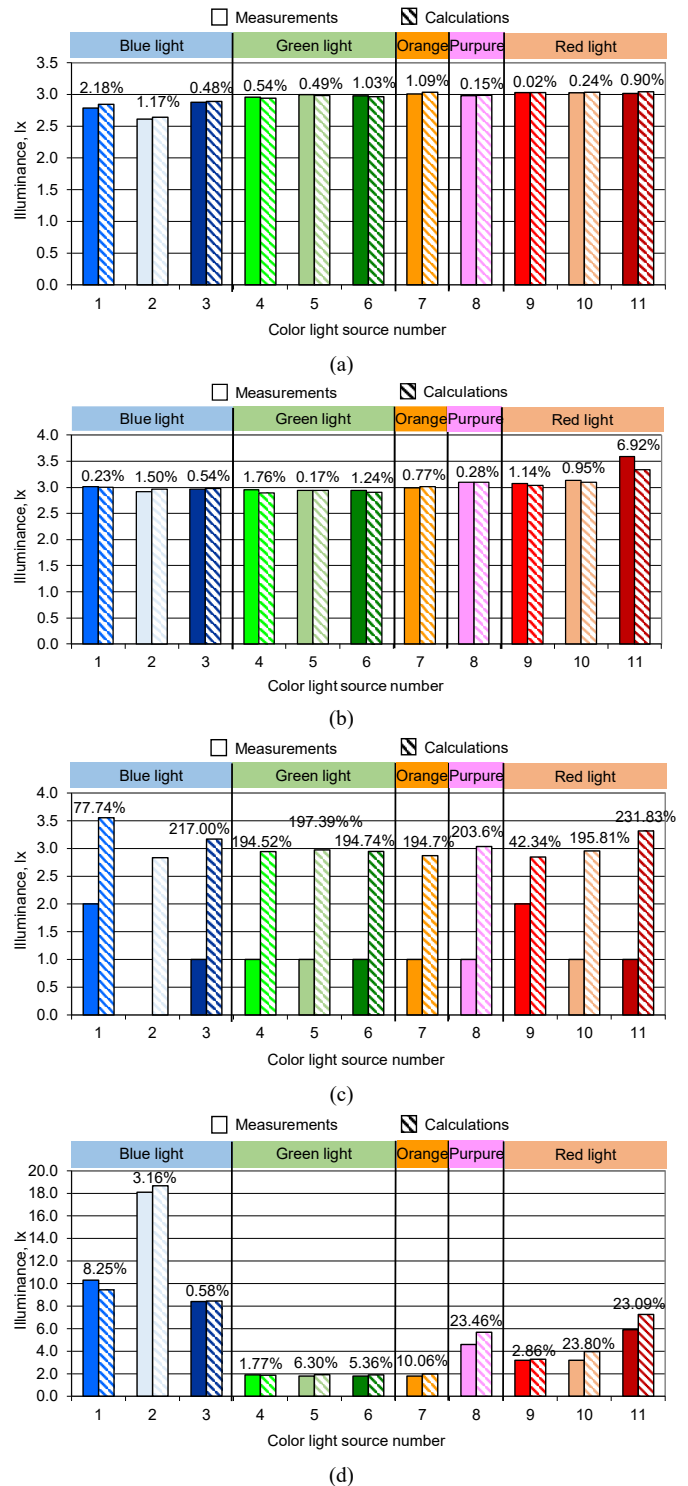 Measurements Calculations
Blue light Green light Orange Purpure Red light
3.5
3.0
2.5
2.0
1.5
1.0
0.5
0.0
Illuminance, lx
2.18% 1.17% 0.48% 0.54% 0.49% 1.03% 1.09% 0.15% 0.02% 0.24% 0.90%
1 2 3 4 5 6 7 8 9 10 11
Color light source number
(a)
Measurements Calculations
Blue light Green light Orange Purpure Red light
4.0
3.5
3.0
2.5
2.0
1.5
1.0
0.5
0.0
Illuminance, lx
0.23% 1.50% 0.54% 1.76% 0.17% 1.24% 0.77% 0.28% 1.14% 0.95% 6.92%
1 2 3 4 5 6 7 8 9 10 11
Color light source number
(b)
Measurements Calculations
Blue light Green light Orange Purpure Red light
4.0
3.5
3.0
2.5
2.0
1.5
1.0
0.5
0.0
Illuminance, lx
77.74% 217.00% 194.52% 197.39%% 194.74% 194.7% 203.6% 42.34% 195.81% 231.83%
1 2 3 4 5 6 7 8 9 10 11
Color light source number
(c)
Measurements Calculations
Blue light Green light Orange Purpure Red light
20.0
18.0
16.0
14.0
12.0
10.0
8.0
6.0
4.0
2.0
0.0
Illuminance, lx
8.25% 3.16% 0.58% 1.77% 6.30% 5.36% 10.06% 23.46% 2.86% 23.80% 23.09%
1 2 3 4 5 6 7 8 9 10 11
Color light source number
(d)